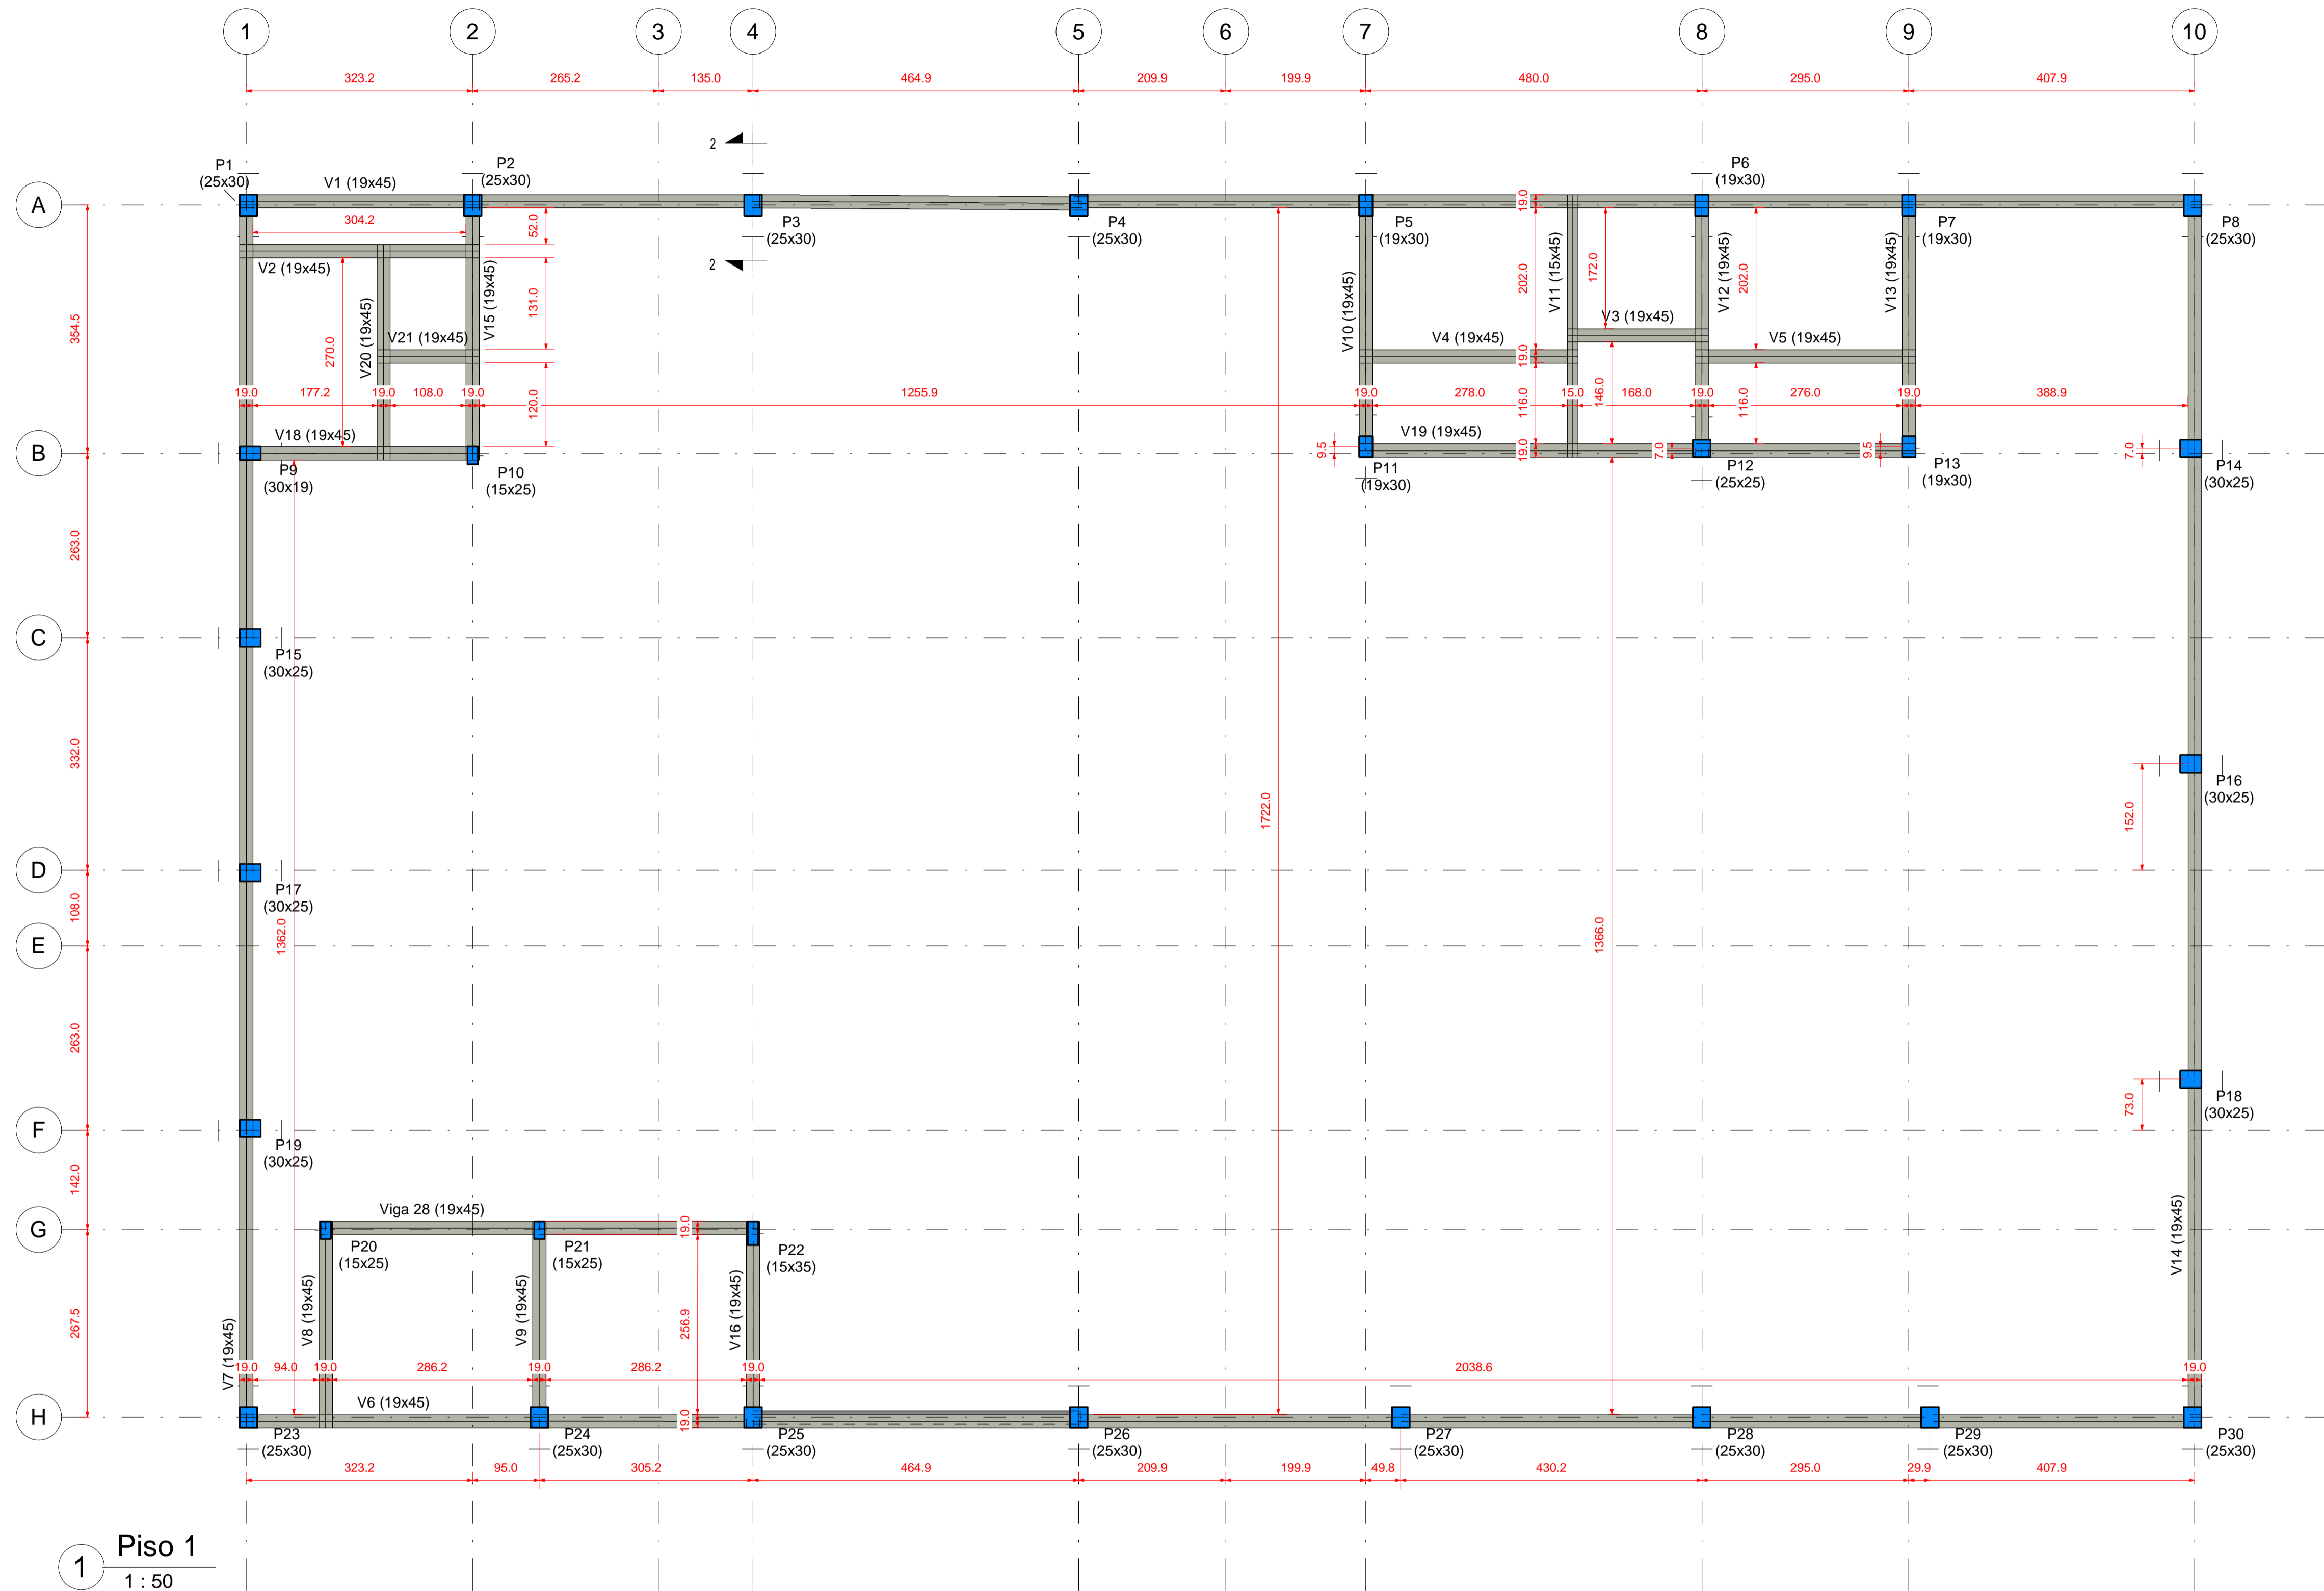 1 2 3 4 5 6 7 8 9 10
323.2 265.2 135.0 464.9 209.9 199.9 480.0 295.0 407.9
2
2
A
B
C
D
E
F
G
H
354.5
263.0
332.0
108.0
263.0
142.0
267.5
P1
(25x30)
V1 (19x45)
P2
(25x30)
304.2
52.0
P3
(25x30)
P4
(25x30)
P5
(19x30)
19.0
P6
(19x30)
P7
(19x30)
P8
(25x30)
V2 (19x45)
V20 (19x45)
V21 (19x45)
V15 (19x45)
270.0
131.0
120.0
V10 (19x45)
V11 (15x45)
V12 (19x45)
V13 (19x45)
202.0
172.0
202.0
V3 (19x45)
V4 (19x45)
V5 (19x45)
19.0
19.0 177.2 19.0 108.0 19.0 1255.9 19.0 278.0 15.0 168.0 19.0 276.0 19.0 388.9
116.0
146.0
116.0
V18 (19x45)
V19 (19x45)
9.5
19.0
7.0
9.5
7.0
P9
(30x19)
P10
(15x25)
P11
(19x30)
P12
(25x25)
P13
(19x30)
P14
(30x25)
P15
(30x25)
P16
(30x25)
152.0
1722.0
P17
(30x25)
1362.0
1366.0
P18
(30x25)
73.0
P19
(30x25)
Viga 28 (19x45)
19.0
P20
(15x25)
P21
(15x25)
P22
(15x35)
V7 (19x45)
V8 (19x45)
V9 (19x45)
V16 (19x45)
V14 (19x45)
256.9
19.0 94.0 19.0 286.2 19.0 286.2 19.0 2038.6 19.0
V6 (19x45)
19.0
P23
(25x30)
P24
(25x30)
P25
(25x30)
P26
(25x30)
P27
(25x30)
P28
(25x30)
P29
(25x30)
P30
(25x30)
323.2 95.0 305.2 464.9 209.9 199.9 49.8 430.2 295.0 29.9 407.9
1 Piso 1
1 : 50